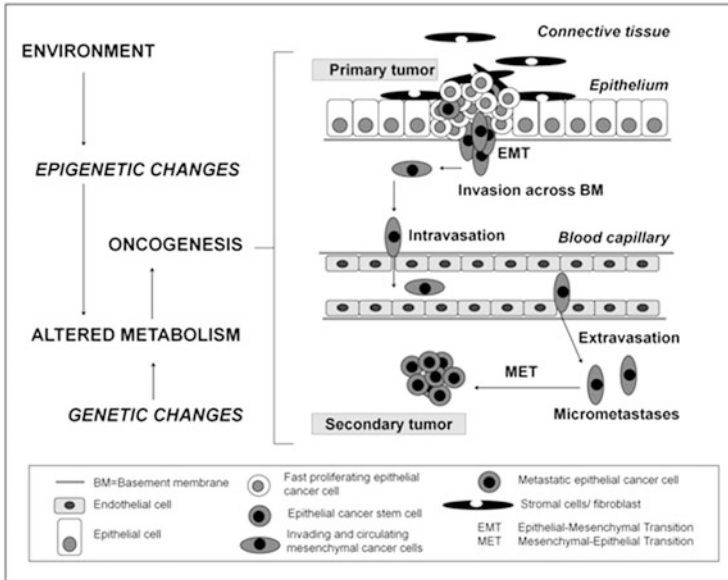 ENVIRONMENT
EPIGENETIC CHANGES
ONCOGENESIS
ALTERED METABOLISM
GENETIC CHANGES
Connective tissue
Primary tumor
Epithelium
EMT
Invasion across BM
Intravasation
Blood capillary
Extravasation
MET
Micrometastases
Secondary tumor
BM=Basement membrane
Endothelial cell
Epithelial cell
Fast proliferating epithelial
cancer cell
Epithelial cancer stem cell
Invading and circulating
mesenchymal cancer cells
Metastatic epithelial cancer cell
Stromal cells/ fibroblast
EMT Epithelial-Mesenchymal Transition
MET Mesenchymal-Epithelial Transition